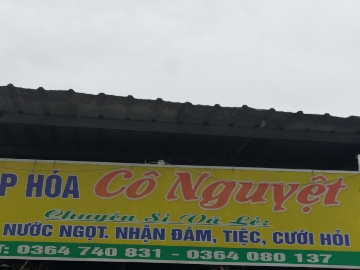 P HÓA Cô Nguyệt
Chuyên Sỉ Và Lẻ:
NƯỚC NGỌT. NHẬN ĐÁM, TIỆC, CƯỚI HỎI
T: 0364 740 831 - 0364 080 137